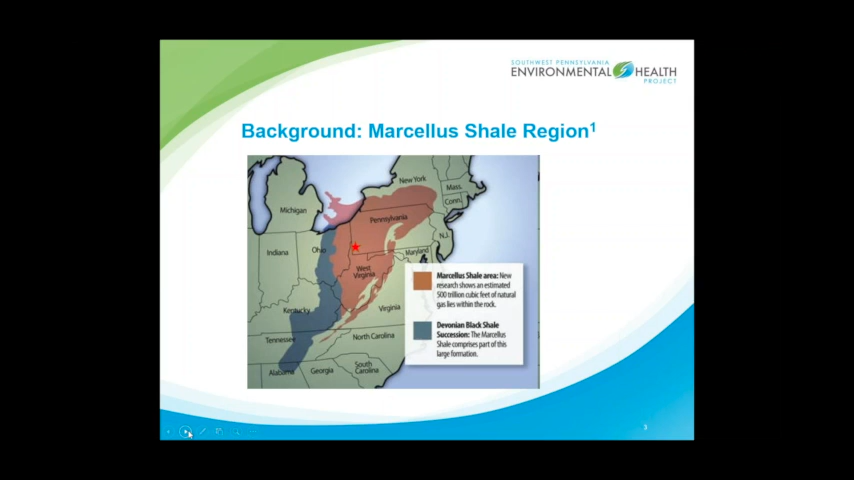 SOUTHWEST PENNSYLVANIA
ENVIRONMENTAL HEALTH
PROJECT
Background: Marcellus Shale Region1
New York
Mass.
Conn.
Michigan
Pennsylvania
N.J.
Ohio
Indiana
Maryland
West
Virginia
Kentucky
Virginia
Tennessee
North Carolina
South
Carolina
Alabama
Georgia
Marcellus Shale area: New
research shows an estimated
500 trillion cubic feet of natural
gas lies within the rock.
Devonian Black Shale
Succession: The Marcellus
Shale comprises part of this
large formation.
3